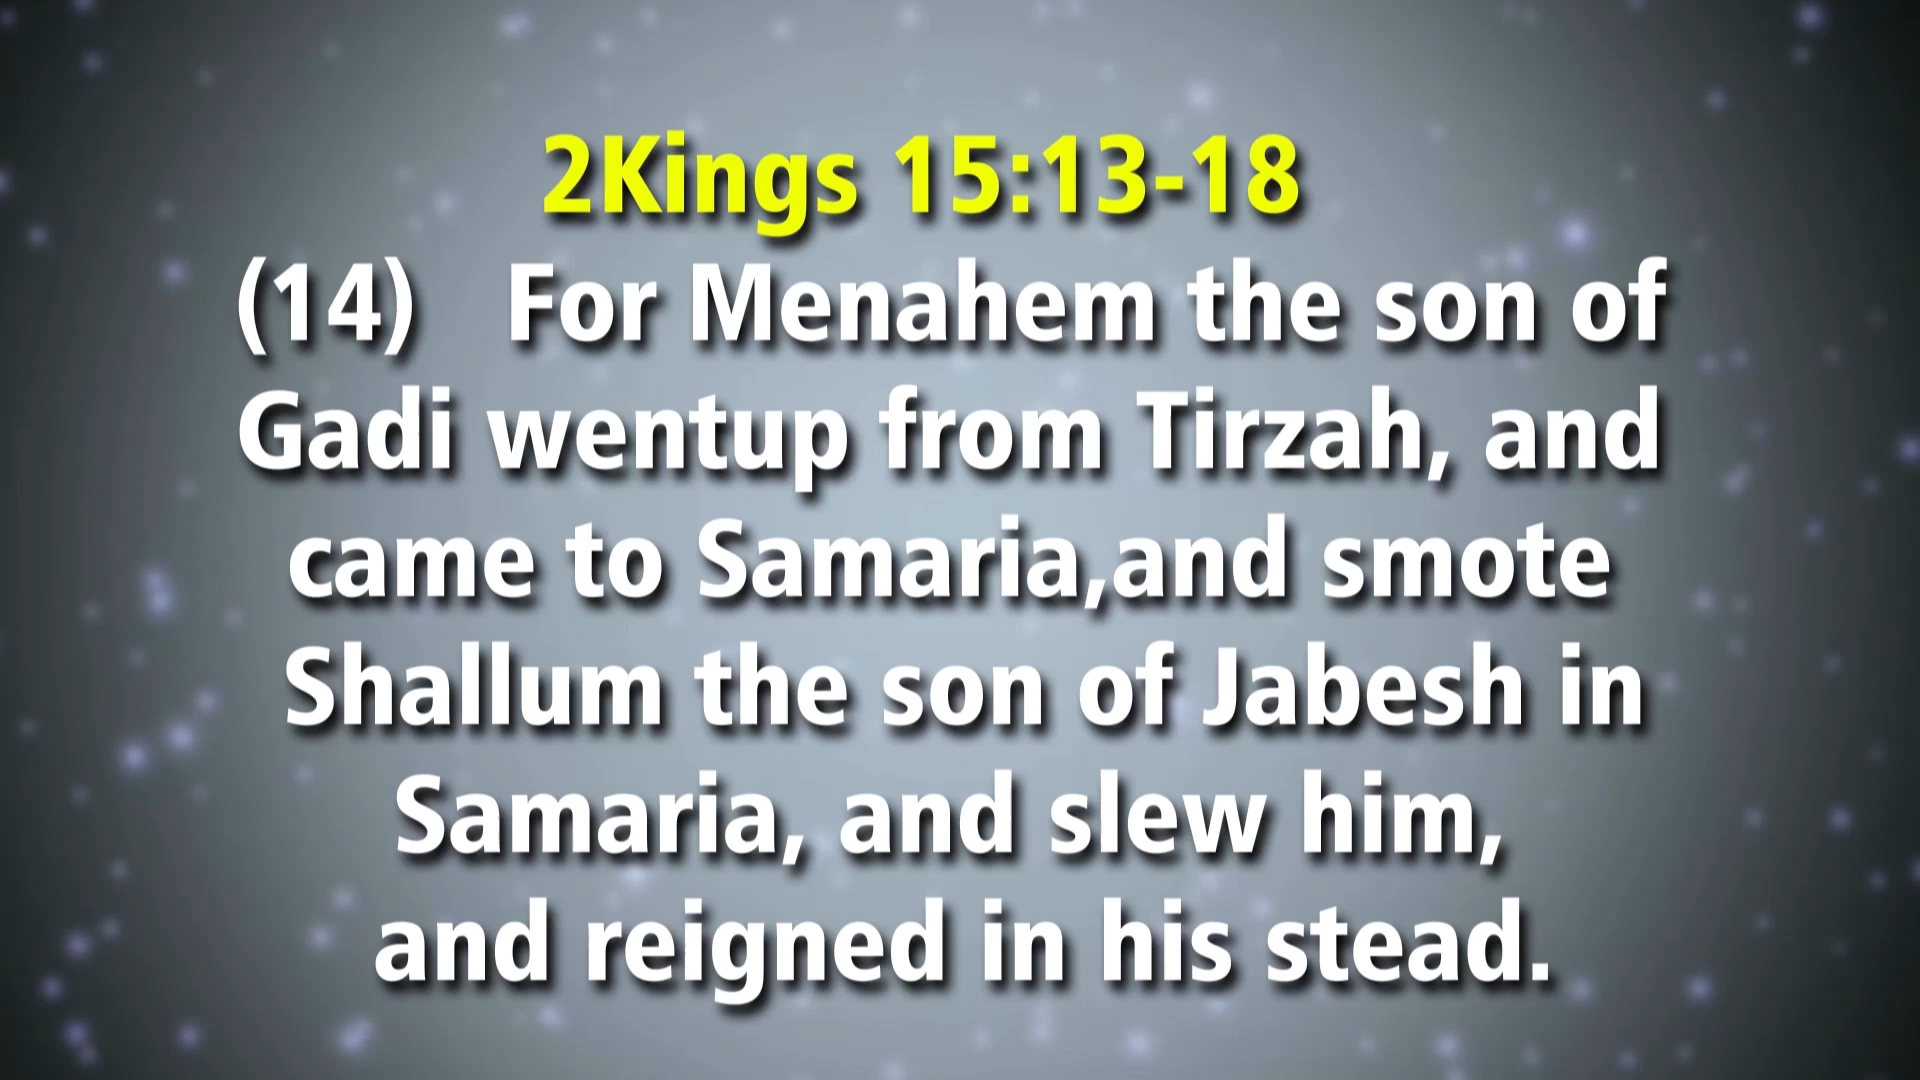 2Kings 15:13-18
(14) For Menahem the son of
Gadi wentup from Tirzah, and
came to Samaria,and smote
Shallum the son of Jabesh in
Samaria, and slew him,
and reigned in his stead.